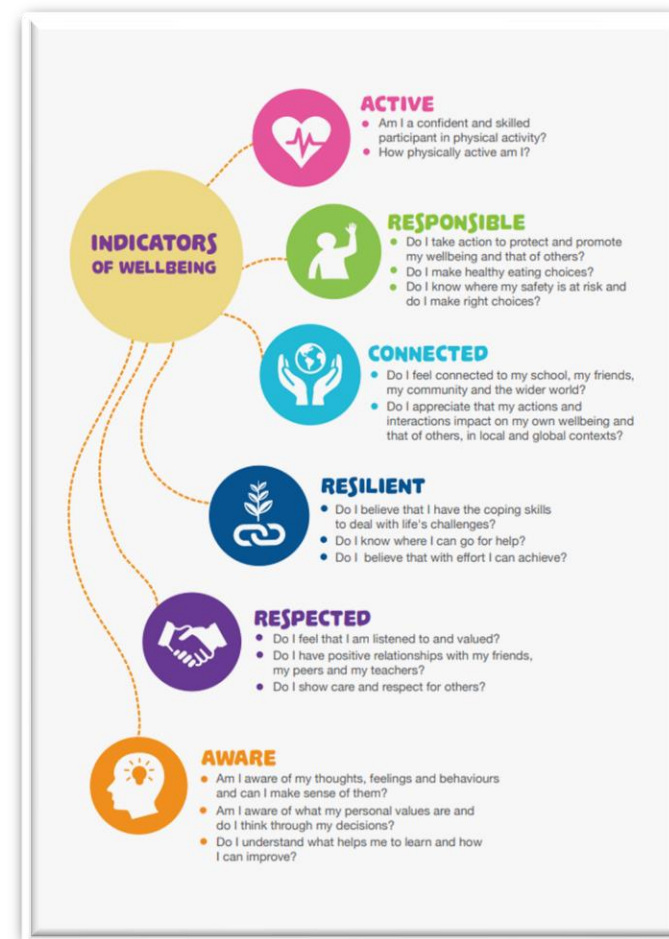 INDICATORS
OF WELLBEING
ACTIVE
• Am I a confident and skilled
participant in physical activity?
• How physically active am I?
RESPONSIBLE
• Do I take action to protect and promote
my wellbeing and that of others?
• Do I make healthy eating choices?
• Do I know where my safety is at risk and
do I make right choices?
CONNECTED
• Do I feel connected to my school, my friends,
my community and the wider world?
• Do I appreciate that my actions and
interactions impact on my own wellbeing and
that of others, in local and global contexts?
RESILIENT
• Do I believe that I have the coping skills
to deal with life's challenges?
• Do I know where I can go for help?
• Do I believe that with effort I can achieve?
RESPECTED
• Do I feel that I am listened to and valued?
• Do I have positive relationships with my friends,
my peers and my teachers?
• Do I show care and respect for others?
AWARE
• Am I aware of my thoughts, feelings and behaviours
and can I make sense of them?
• Am I aware of what my personal values are and
do I think through my decisions?
• Do I understand what helps me to learn and how
I can improve?